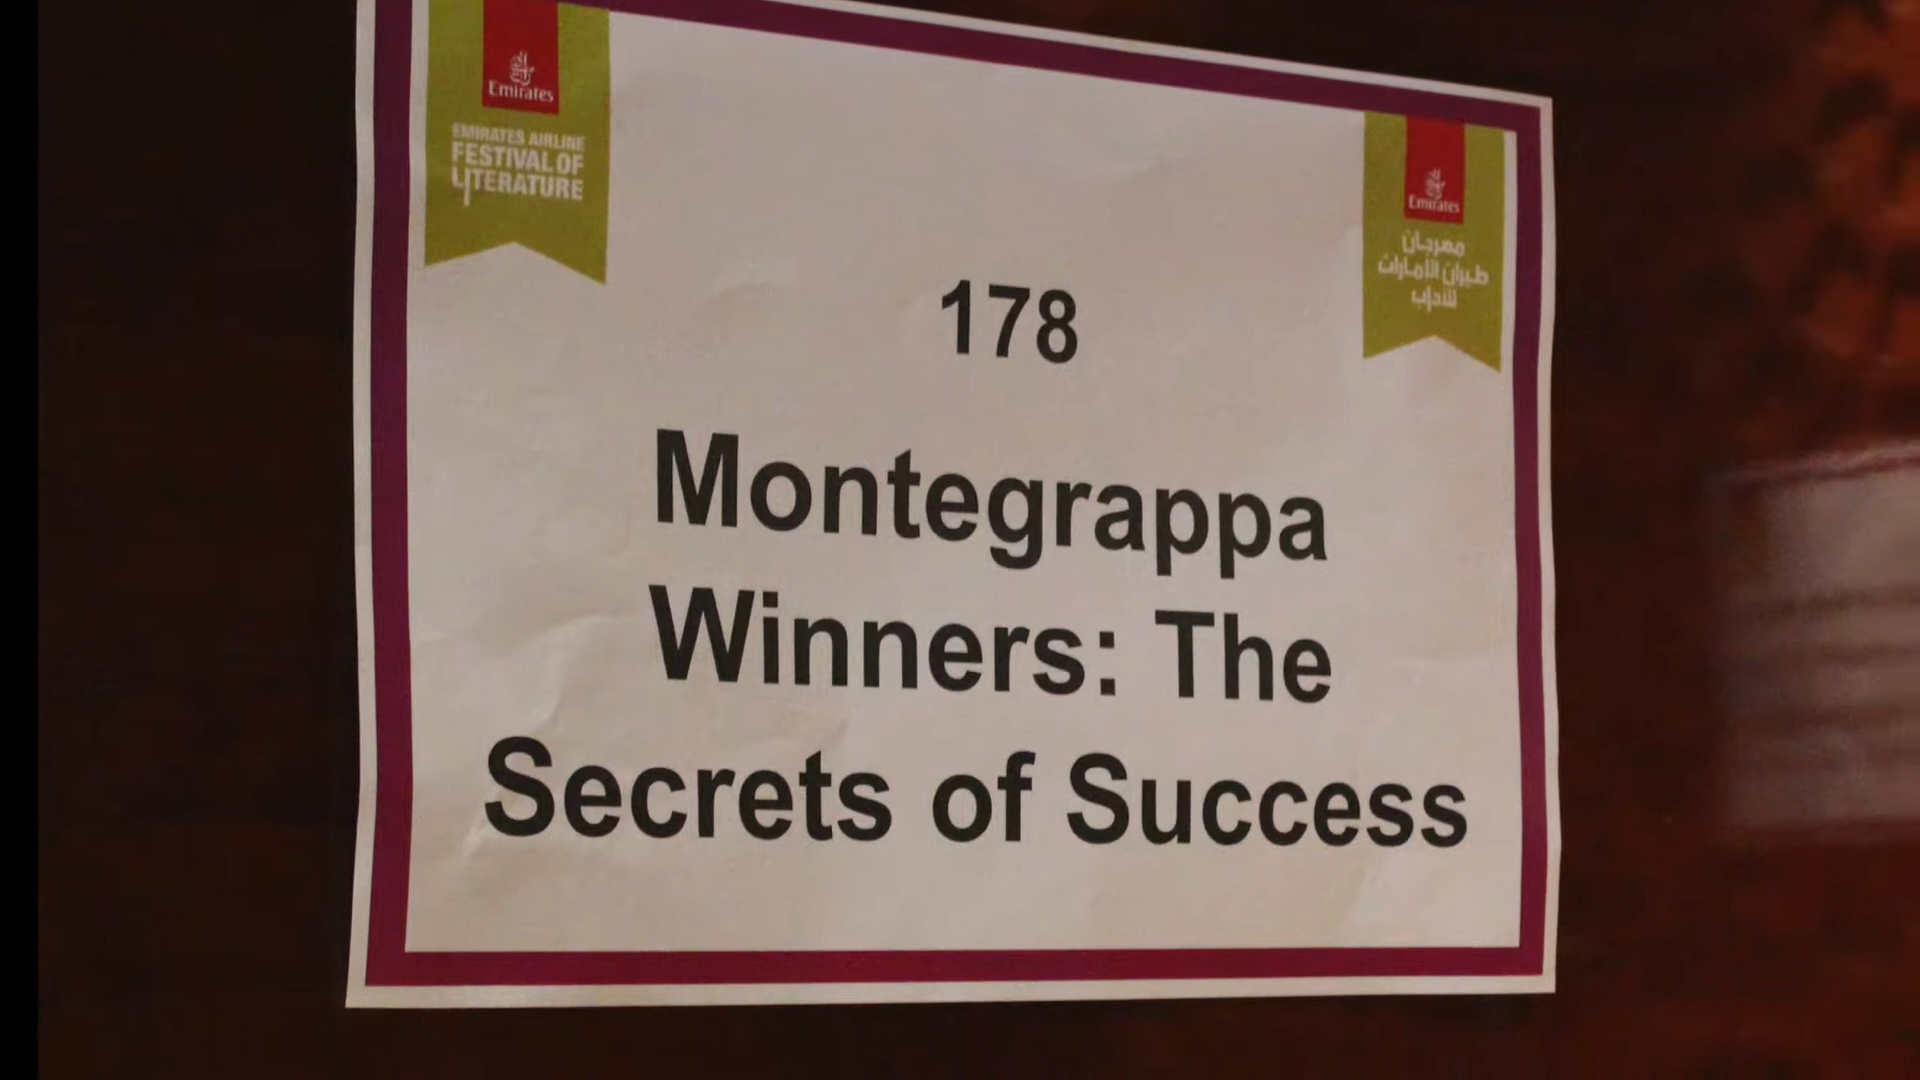 Emirates
EMIRATES AIRLINE
FESTIVAL OF
LITERATURE
Emirates
مهرجان
طيران الإمارات
للآداب
178
Montegrappa
Winners: The
Secrets of Success